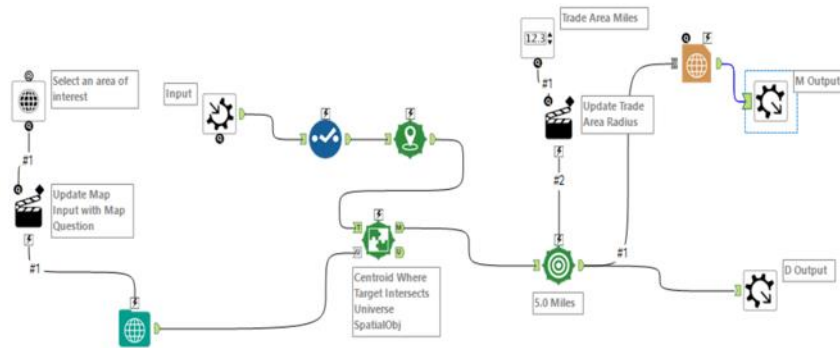 Trade Area Miles
12.3
Q
#1
Update Trade
Area Radius
#2
Q
M Output
Q
Select an area of
interest
Q
#1
Q
Update Map
Input with Map
Question
#1
Input
Q
T
U
M
U
Centroid Where
Target Intersects
Universe
SpatialObj
5.0 Miles
#1
D Output